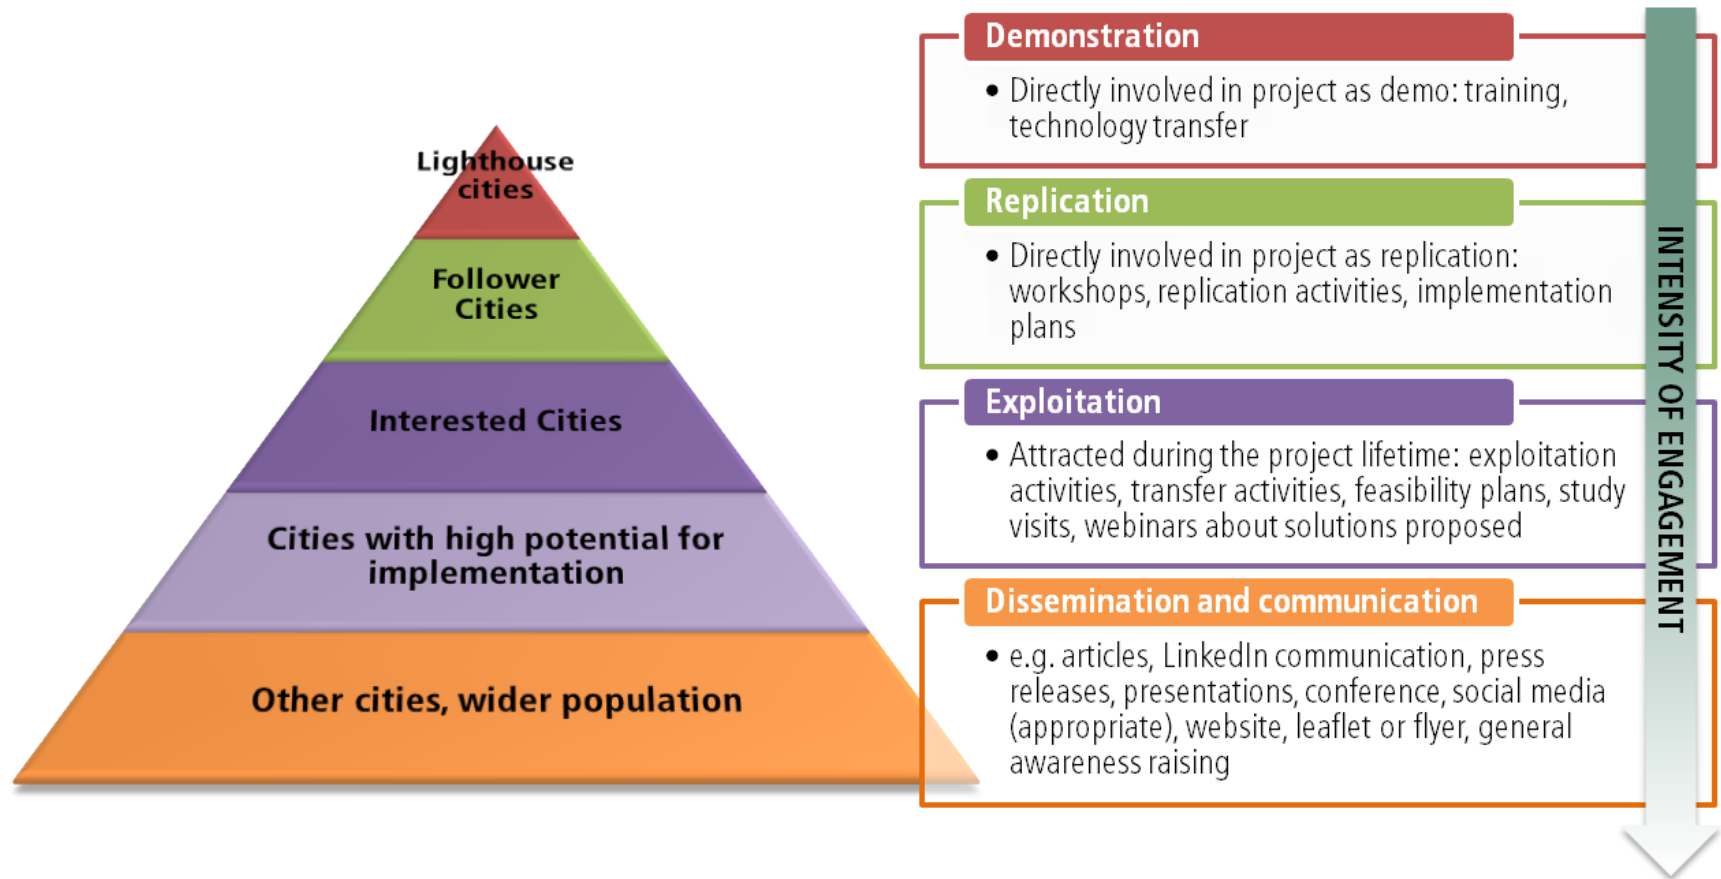 Lighthouse
cities
Follower
Cities
Interested Cities
Cities with high potential for
implementation
Other cities, wider population
Demonstration
• Directly involved in project as demo: training,
technology transfer
Replication
• Directly involved in project as replication:
workshops, replication activities, implementation
plans
Exploitation
• Attracted during the project lifetime: exploitation
activities, transfer activities, feasibility plans, study
visits, webinars about solutions proposed
Dissemination and communication
• e.g. articles, LinkedIn communication, press
releases, presentations, conference, social media
(appropriate), website, leaflet or flyer, general
awareness raising
INTENSITY OF ENGAGEMENT